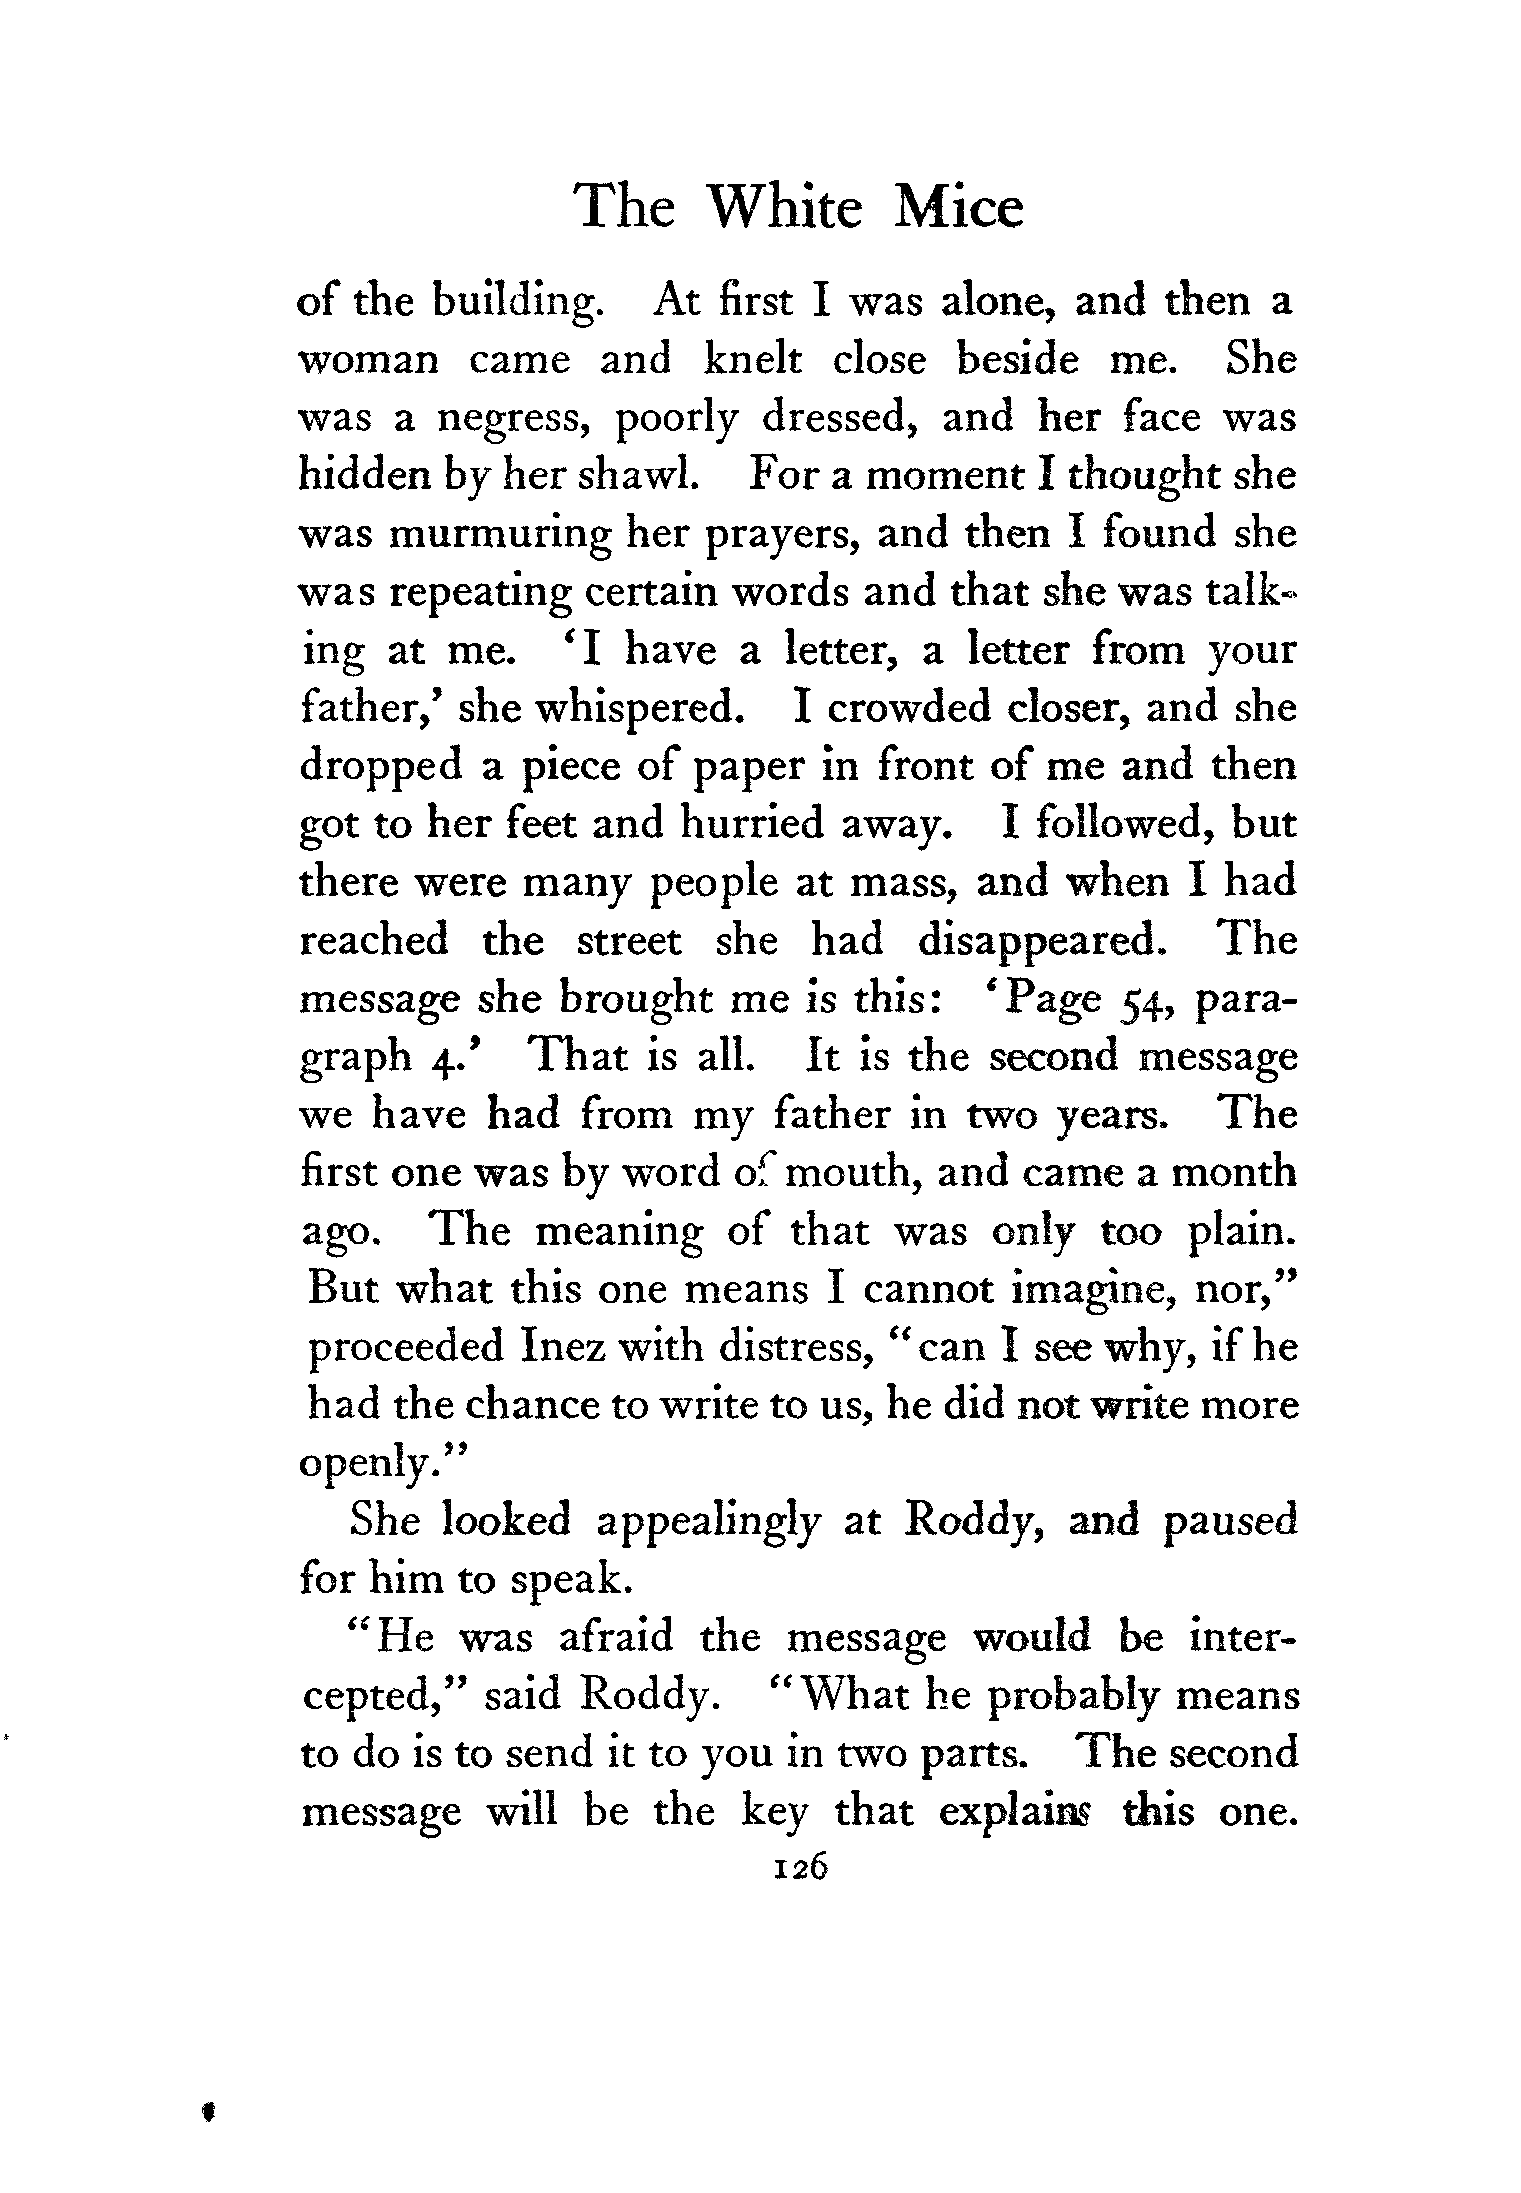 The White Mice
of the building. At first I was alone, and then a
woman came and knelt close beside me. She
was a negress, poorly dressed, and her face was
hidden by her shawl. For a moment I thought she
was murmuring her prayers, and then I found she
was repeating certain words and that she was talk-
ing at me. ‘I have a letter, a letter from your
father,’ she whispered. I crowded closer, and she
dropped a piece of paper in front of me and then
got to her feet and hurried away. I followed, but
there were many people at mass, and when I had
reached the street she had disappeared. The
message she brought me is this: ‘Page 54, para-
graph 4.’ That is all. It is the second message
we have had from my father in two years. The
first one was by word of mouth, and came a month
ago. The meaning of that was only too plain.
But what this one means I cannot imagine, nor,”
proceeded Inez with distress, “can I see why, if he
had the chance to write to us, he did not write more
openly.”
She looked appealingly at Roddy, and paused
for him to speak.
“He was afraid the message would be inter-
cepted,” said Roddy. “What he probably means
to do is to send it to you in two parts. The second
message will be the key that explains this one.
126